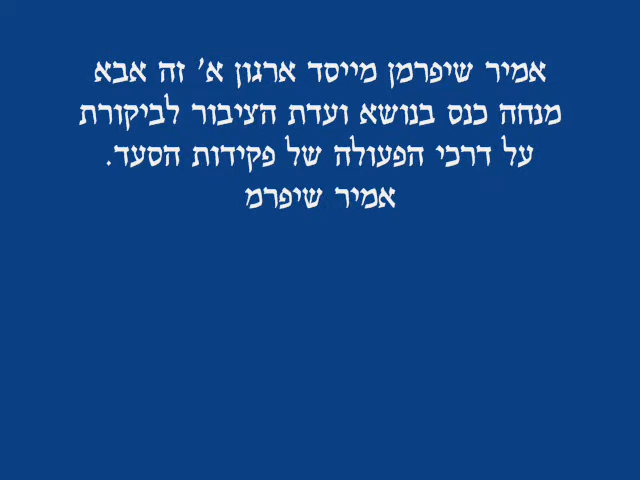 אמיר שיפרמן מייסד ארגון א' זה אבא
מנחה כנס בנושא ועדת הציבור לביקורת
על דרכי הפעולה של פקידות הסעד.
אמיר שיפרמ